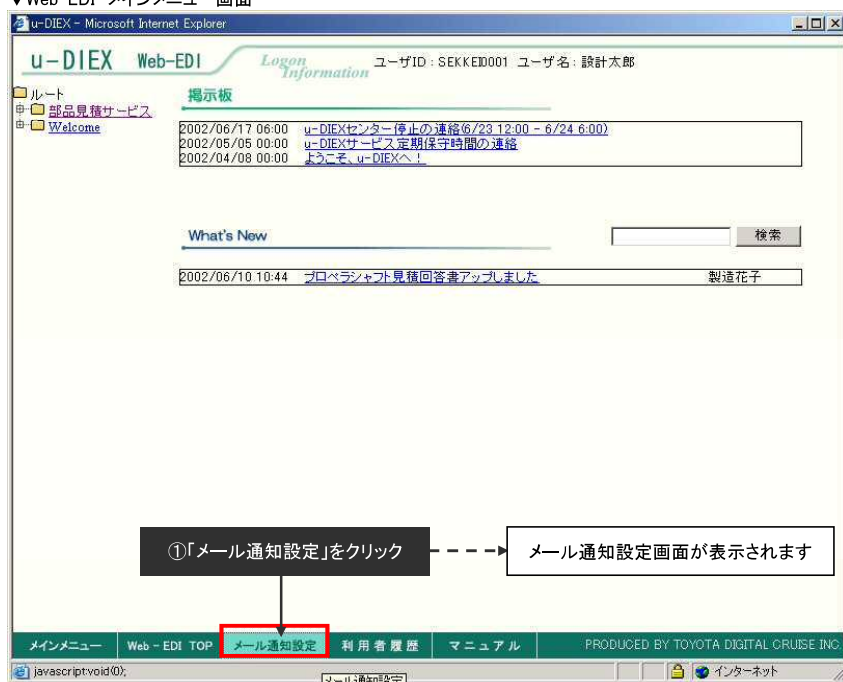 ▼Web-EDI メインメニュー画面
u-DIEX - Microsoft Internet Explorer
u-DIEX Web-EDI Logon Information ユーザID : SEKKEI0001 ユーザ名 : 設計太郎
ルート
部品見積サービス
Welcome
掲示板
2002/06/17 06:00 u-DIEXセンター停止の連絡(6/23 12:00 - 6/24 6:00)
2002/05/05 00:00 u-DIEXサービス定期保守時間の連絡
2002/04/08 00:00 ようこそ、u-DIEXへ！
What's New 検索
2002/06/10 10:44 プロペラシャフト見積回答書アップしました 製造花子
①「メール通知設定」をクリック
メール通知設定画面が表示されます
メインメニュー Web - EDI TOP メール通知設定 利用者履歴 マニュアル PRODUCED BY TOYOTA DIGITAL CRUISE INC.
javascript:void(0); インターネット
メール通知設定